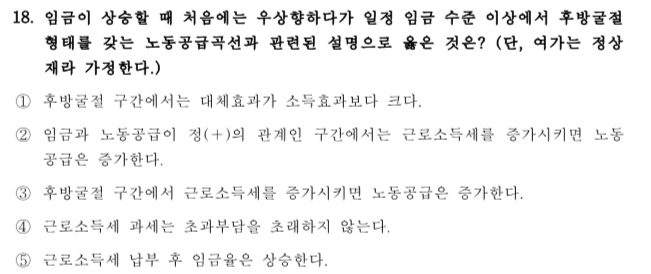 18. 임금이 상승할 때 처음에는 우상향하다가 일정 임금 수준 이상에서 후방굴절
형태를 갖는 노동공급곡선과 관련된 설명으로 옳은 것은? (단, 여가는 정상
재라 가정한다.)
① 후방굴절 구간에서는 대체효과가 소득효과보다 크다.
② 임금과 노동공급이 정(+)의 관계인 구간에서는 근로소득세를 증가시키면 노동
공급은 증가한다.
③ 후방굴절 구간에서 근로소득세를 증가시키면 노동공급은 증가한다.
④ 근로소득세 과세는 초과부담을 초래하지 않는다.
⑤ 근로소득세 납부 후 임금율은 상승한다.